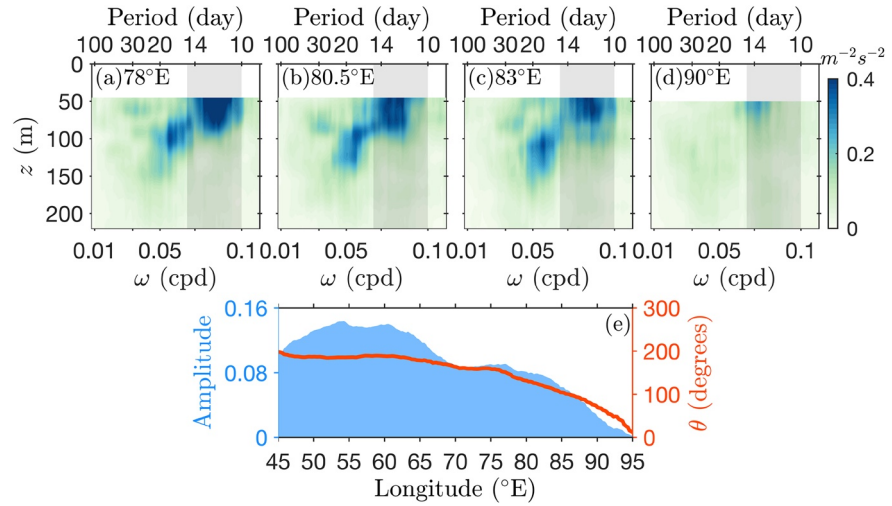 Period (day) Period (day) Period (day) Period (day)
100 30 20 14 10 100 30 20 14 10 100 30 20 14 10 100 30 20 14 10
m−2s−2
0 (a)78°E (b) 80.5°E (c) 83°E (d)90°E 0.4
50
100
z (m)
0.2
150
200
0
0.01 0.05 0.10 0.01 0.05 0.10 0.01 0.05 0.10 0.01 0.05 0.11
ω (cpd) ω (cpd) ω (cpd) ω (cpd)
0.16 (e) 300
200
Amplitude 0.08 θ (degrees)
100
0 0
45 50 55 60 65 70 75 80 85 90 95
Longitude (°E)